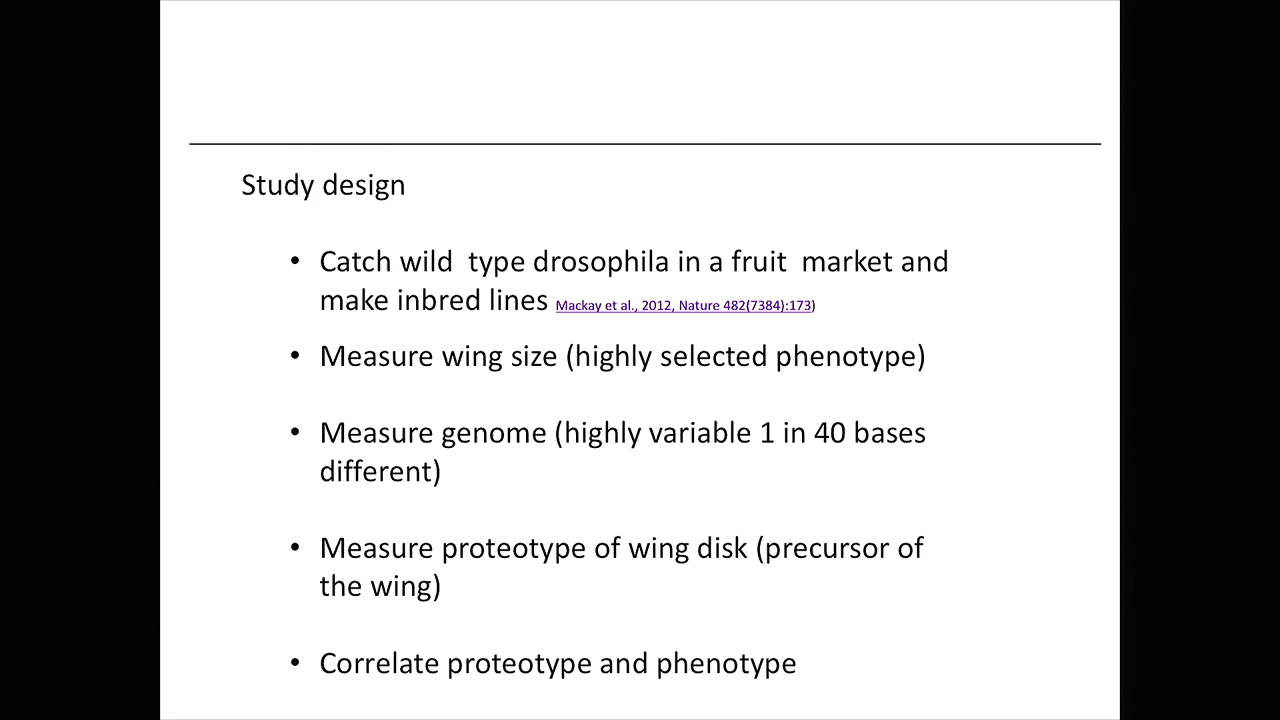 Study design
• Catch wild  type drosophila in a fruit  market and
make inbred lines Mackay et al., 2012, Nature 482(7384):173)
• Measure wing size (highly selected phenotype)
• Measure genome (highly variable 1 in 40 bases
different)
• Measure proteotype of wing disk (precursor of
the wing)
• Correlate proteotype and phenotype